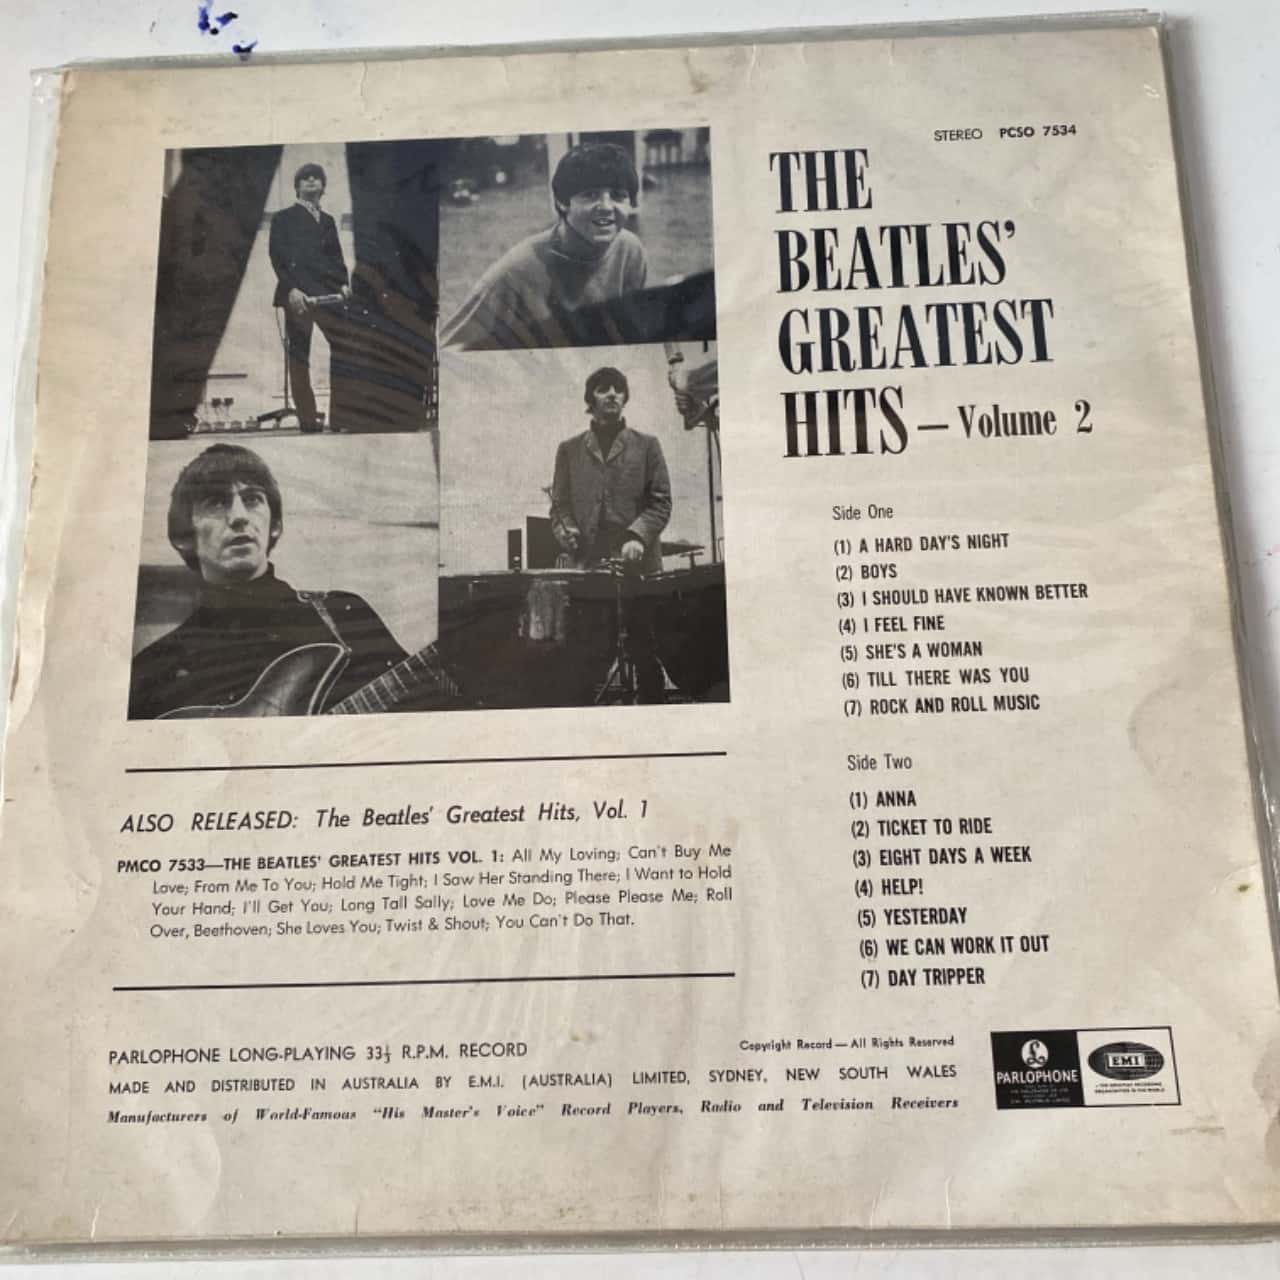 STEREO PCSO 7534
THE
BEATLES'
GREATEST
HITS — Volume 2
Side One
(1) A HARD DAY'S NIGHT
(2) BOYS
(3) I SHOULD HAVE KNOWN BETTER
(4) I FEEL FINE
(5) SHE'S A WOMAN
(6) TILL THERE WAS YOU
(7) ROCK AND ROLL MUSIC
Side Two
(1) ANNA
(2) TICKET TO RIDE
(3) EIGHT DAYS A WEEK
(4) HELP!
(5) YESTERDAY
(6) WE CAN WORK IT OUT
(7) DAY TRIPPER
ALSO RELEASED: The Beatles' Greatest Hits, Vol. 1
PMCO 7533—THE BEATLES' GREATEST HITS VOL. 1: All My Loving; Can't Buy Me
Love; From Me To You; Hold Me Tight; I Saw Her Standing There; I Want to Hold
Your Hand; I'll Get You; Long Tall Sally; Love Me Do; Please Please Me; Roll
Over, Beethoven; She Loves You; Twist & Shout; You Can't Do That.
PARLOPHONE LONG-PLAYING 33⅓ R.P.M. RECORD
Copyright Record — All Rights Reserved
MADE AND DISTRIBUTED IN AUSTRALIA BY E.M.I. (AUSTRALIA) LIMITED, SYDNEY, NEW SOUTH WALES
Manufacturers of World-Famous "His Master's Voice" Record Players, Radio and Television Receivers
PARLOPHONE
EMI